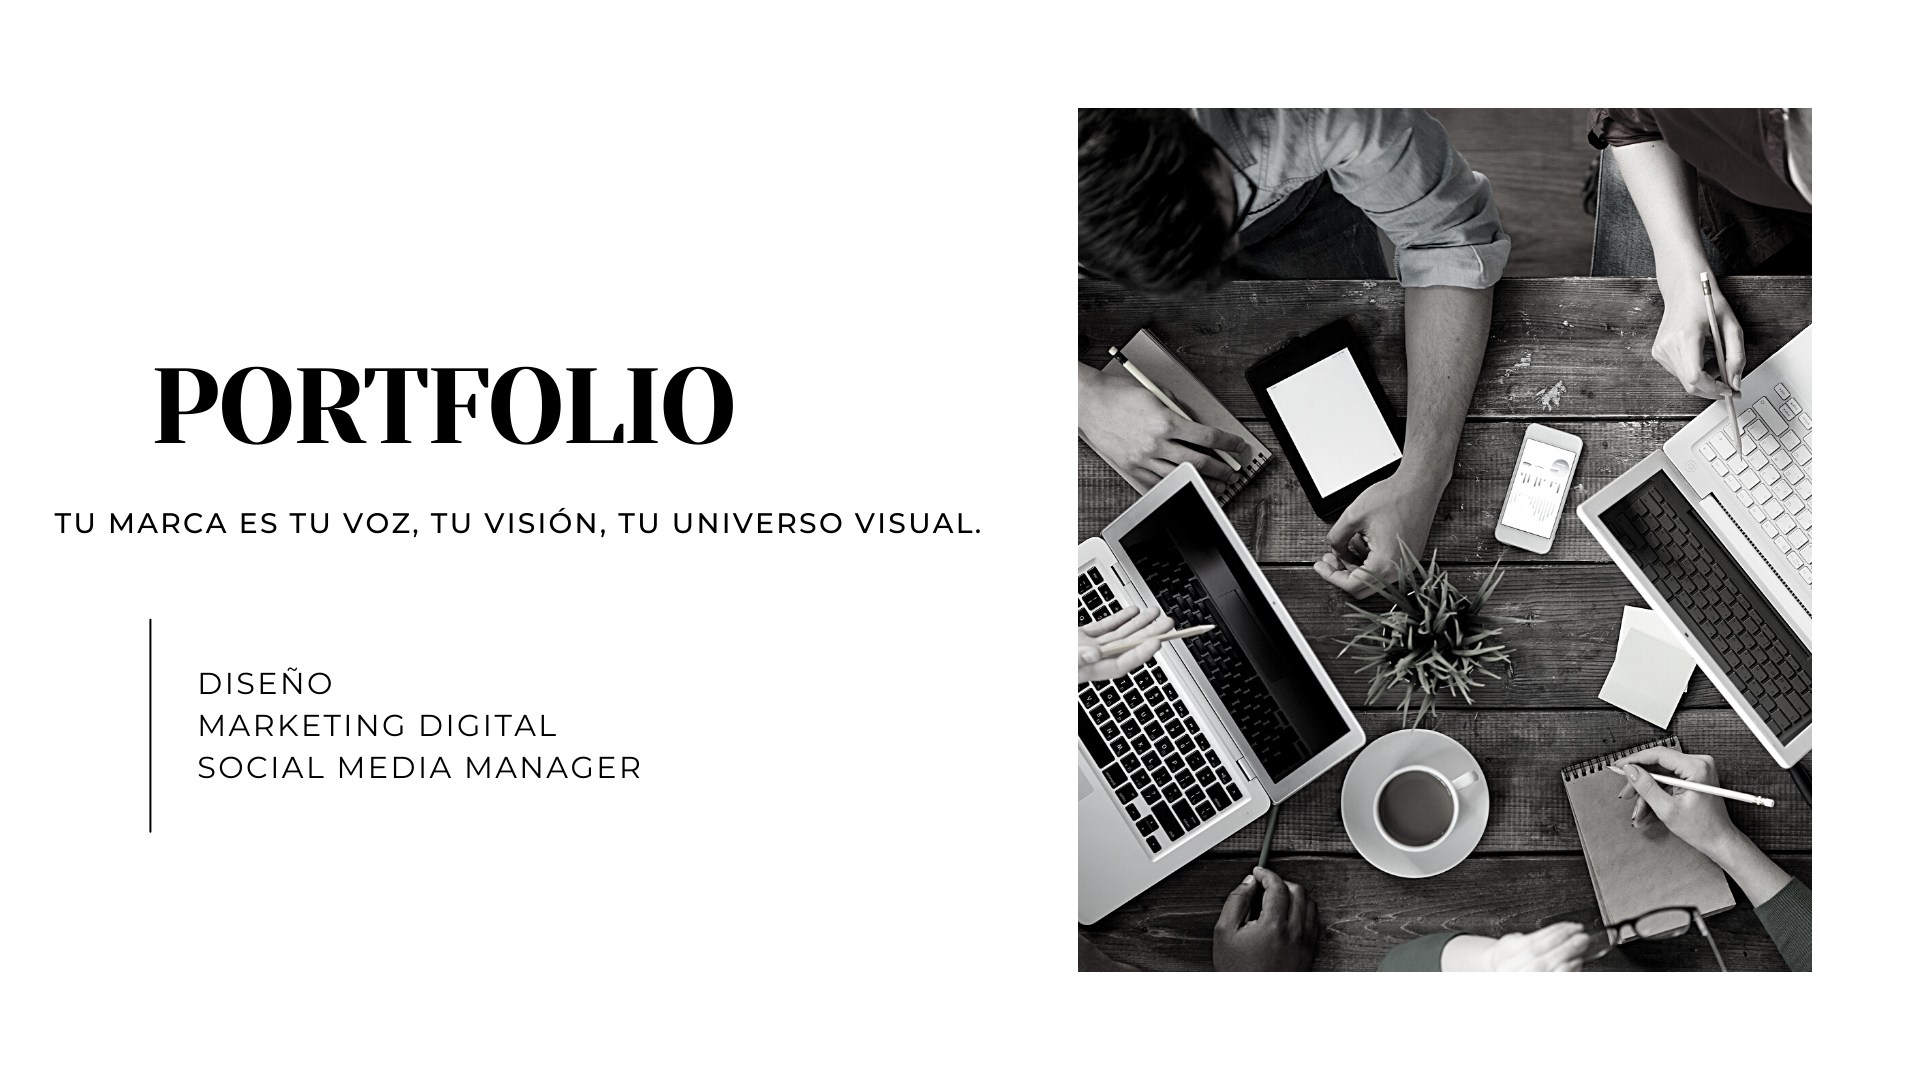 PORTFOLIO
TU MARCA ES TU VOZ, TU VISIÓN, TU UNIVERSO VISUAL.
DISEÑO
MARKETING DIGITAL
SOCIAL MEDIA MANAGER